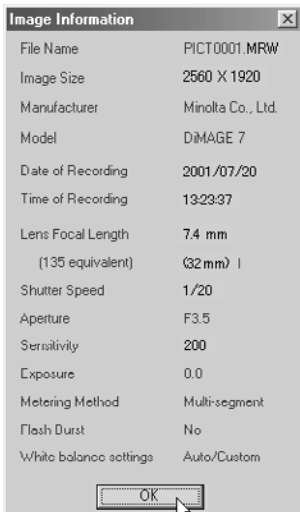 Image Information
File Name PICT0001.MRW
Image Size 2560 X 1920
Manufacturer Minolta Co., Ltd.
Model DiMAGE 7
Date of Recording 2001/07/20
Time of Recording 13:23:37
Lens Focal Length 7.4 mm
(135 equivalent) (32 mm)
Shutter Speed 1/20
Aperture F3.5
Sensitivity 200
Exposure 0.0
Metering Method Multi-segment
Flash Burst No
White balance settings Auto/Custom
OK